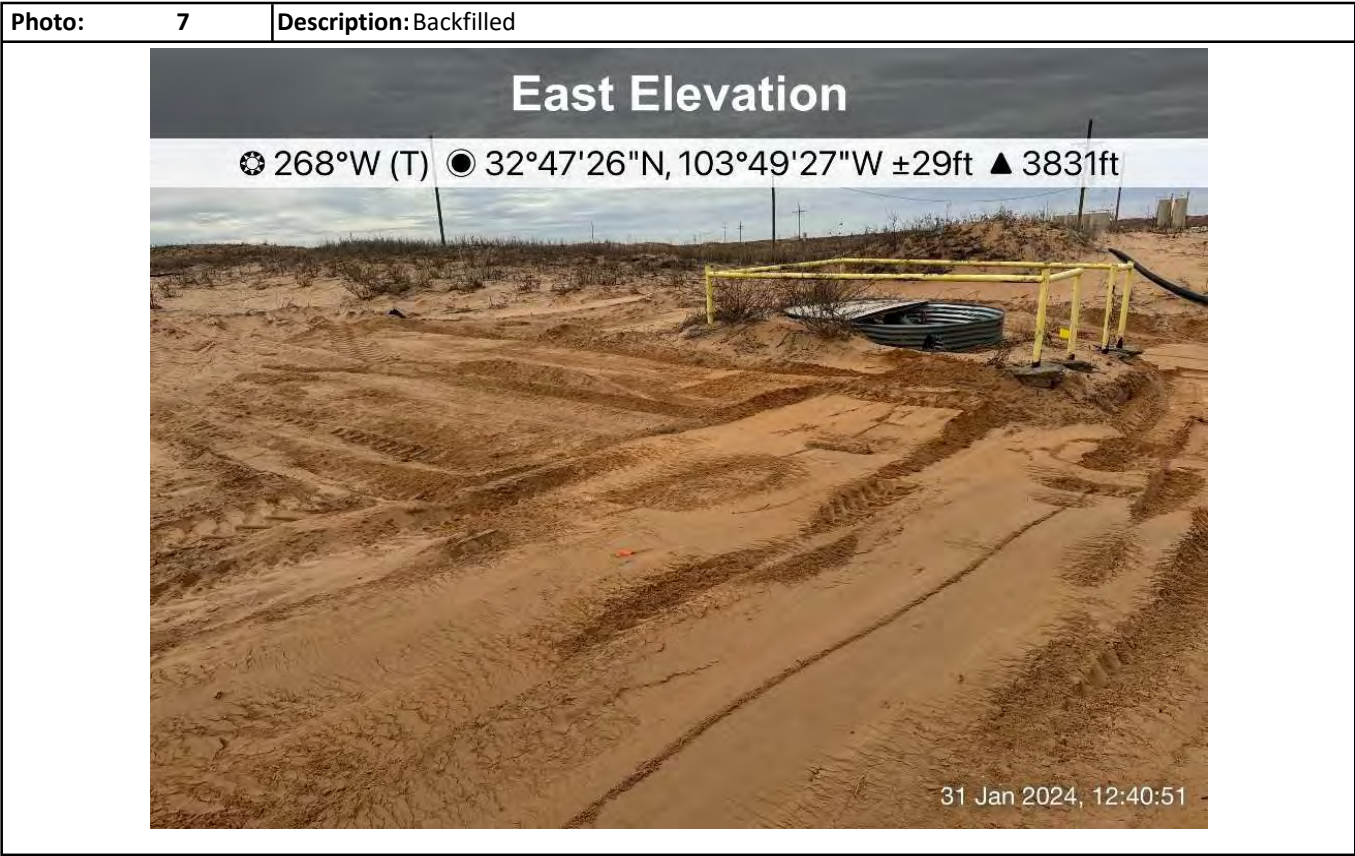 Photo: 7 Description: Backfilled
East Elevation
268°W (T) 32°47'26"N, 103°49'27"W ±29ft ▲ 3831ft
31 Jan 2024, 12:40:51